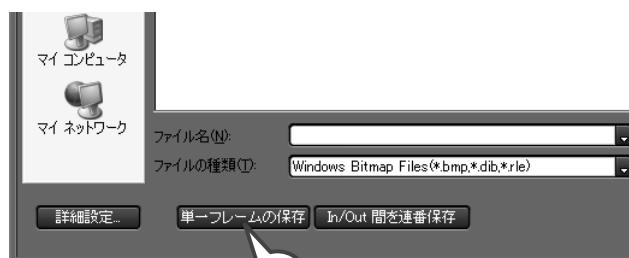 マイ コンピュータ
マイ ネットワーク
ファイル名(N):
ファイルの種類(T): Windows Bitmap Files(*.bmp,*.dib,*.rle)
詳細設定... 単一フレームの保存 In/Out 間を連番保存